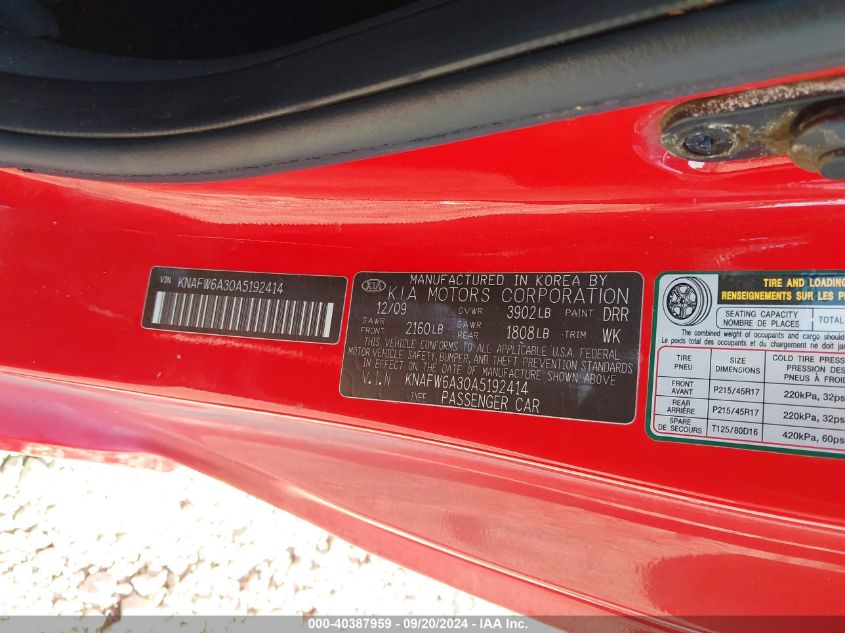 VIN KNAFW6A30A5192414
KIA MANUFACTURED IN KOREA BY
KIA MOTORS CORPORATION
12/09 GVWR 3902LB PAINT DRR
GAWR FRONT 2160LB GAWR REAR 1808LB TRIM WK
THIS VEHICLE CONFORMS TO ALL APPLICABLE U.S.A. FEDERAL
MOTOR VEHICLE SAFETY, BUMPER, AND THEFT PREVENTION STANDARDS
IN EFFECT ON THE DATE OF MANUFACTURE SHOWN ABOVE
V.I.N KNAFW6A30A5192414
TYPE PASSENGER CAR
TIRE AND LOADING
RENSEIGNEMENTS SUR LES P
SEATING CAPACITY TOTAL
NOMBRE DE PLACES
The combined weight of occupants and cargo should
Le poids total des occupants et du chargement ne doit
TIRE SIZE COLD TIRE PRESS
PNEU DIMENSIONS PRESSION DES
PNEUS À FROID
FRONT AVANT P215/45R17 220kPa, 32ps
REAR ARRIÈRE P215/45R17 220kPa, 32ps
SPARE DE SECOURS T125/80D16 420kPa, 60ps
000-40387959 - 09/20/2024 - IAA Inc.